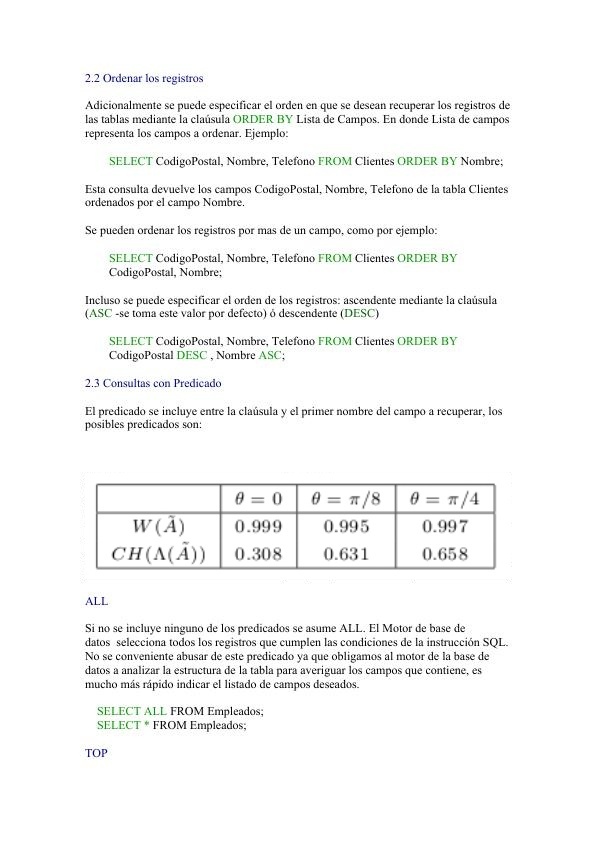 2.2 Ordenar los registros
Adicionalmente se puede especificar el orden en que se desean recuperar los registros de
las tablas mediante la claúsula ORDER BY Lista de Campos. En donde Lista de campos
representa los campos a ordenar. Ejemplo:
SELECT CodigoPostal, Nombre, Telefono FROM Clientes ORDER BY Nombre;
Esta consulta devuelve los campos CodigoPostal, Nombre, Telefono de la tabla Clientes
ordenados por el campo Nombre.
Se pueden ordenar los registros por mas de un campo, como por ejemplo:
SELECT CodigoPostal, Nombre, Telefono FROM Clientes ORDER BY
CodigoPostal, Nombre;
Incluso se puede especificar el orden de los registros: ascendente mediante la claúsula
(ASC -se toma este valor por defecto) ó descendente (DESC)
SELECT CodigoPostal, Nombre, Telefono FROM Clientes ORDER BY
CodigoPostal DESC , Nombre ASC;
2.3 Consultas con Predicado
El predicado se incluye entre la claúsula y el primer nombre del campo a recuperar, los
posibles predicados son:
θ = 0 θ = π/8 θ = π/4
W(Ã) 0.999 0.995 0.997
CH(Λ(Ã)) 0.308 0.631 0.658
ALL
Si no se incluye ninguno de los predicados se asume ALL. El Motor de base de
datos selecciona todos los registros que cumplen las condiciones de la instrucción SQL.
No se conveniente abusar de este predicado ya que obligamos al motor de la base de
datos a analizar la estructura de la tabla para averiguar los campos que contiene, es
mucho más rápido indicar el listado de campos deseados.
SELECT ALL FROM Empleados;
SELECT * FROM Empleados;
TOP